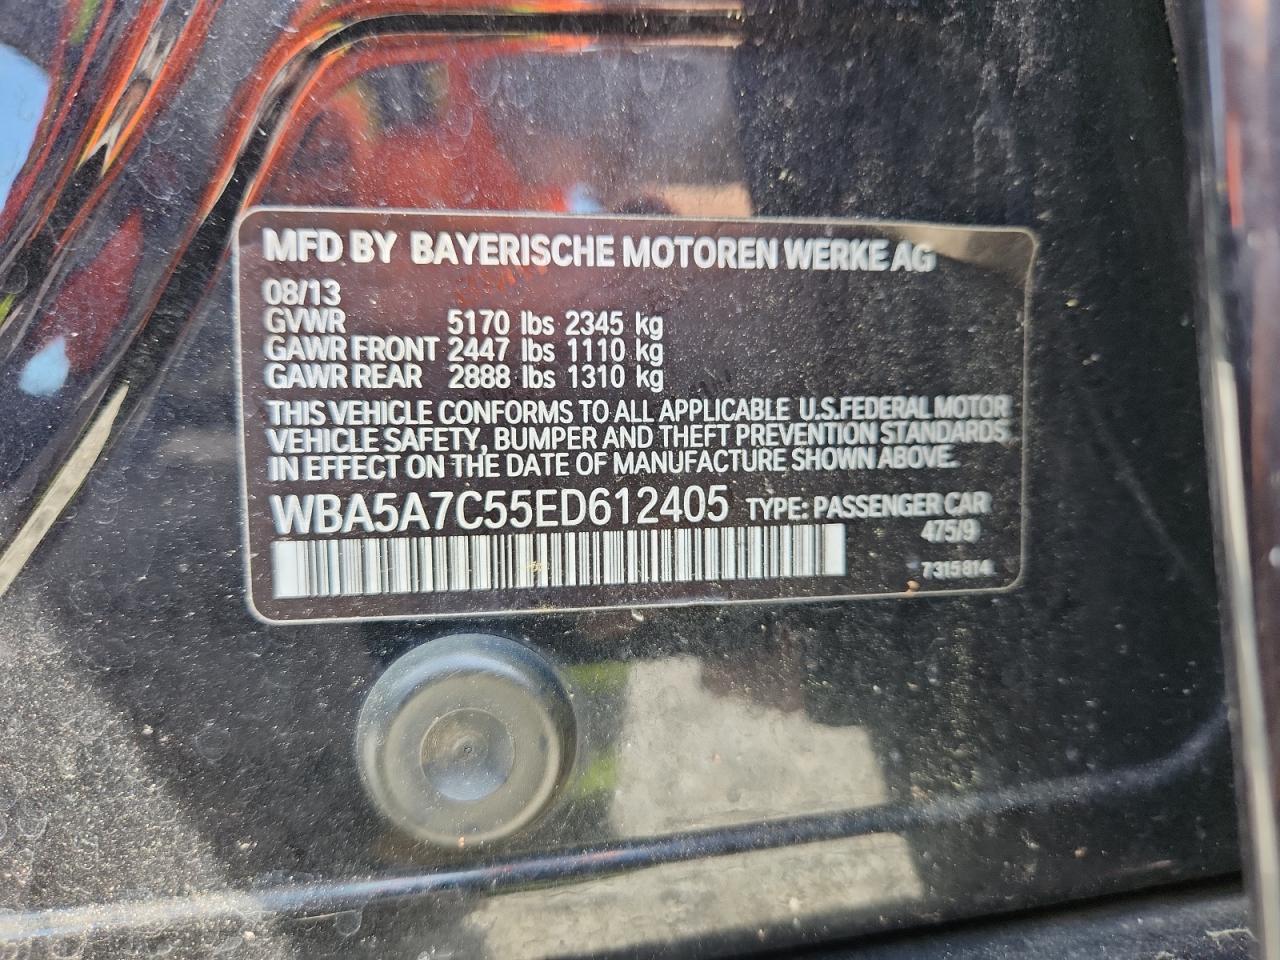 MFD BY BAYERISCHE MOTOREN WERKE AG
08/13
GVWR 5170 lbs 2345 kg
GAWR FRONT 2447 lbs 1110 kg
GAWR REAR 2888 lbs 1310 kg
THIS VEHICLE CONFORMS TO ALL APPLICABLE U.S.FEDERAL MOTOR
VEHICLE SAFETY, BUMPER AND THEFT PREVENTION STANDARDS
IN EFFECT ON THE DATE OF MANUFACTURE SHOWN ABOVE.
WBA5A7C55ED612405 TYPE: PASSENGER CAR
475/9
7315814